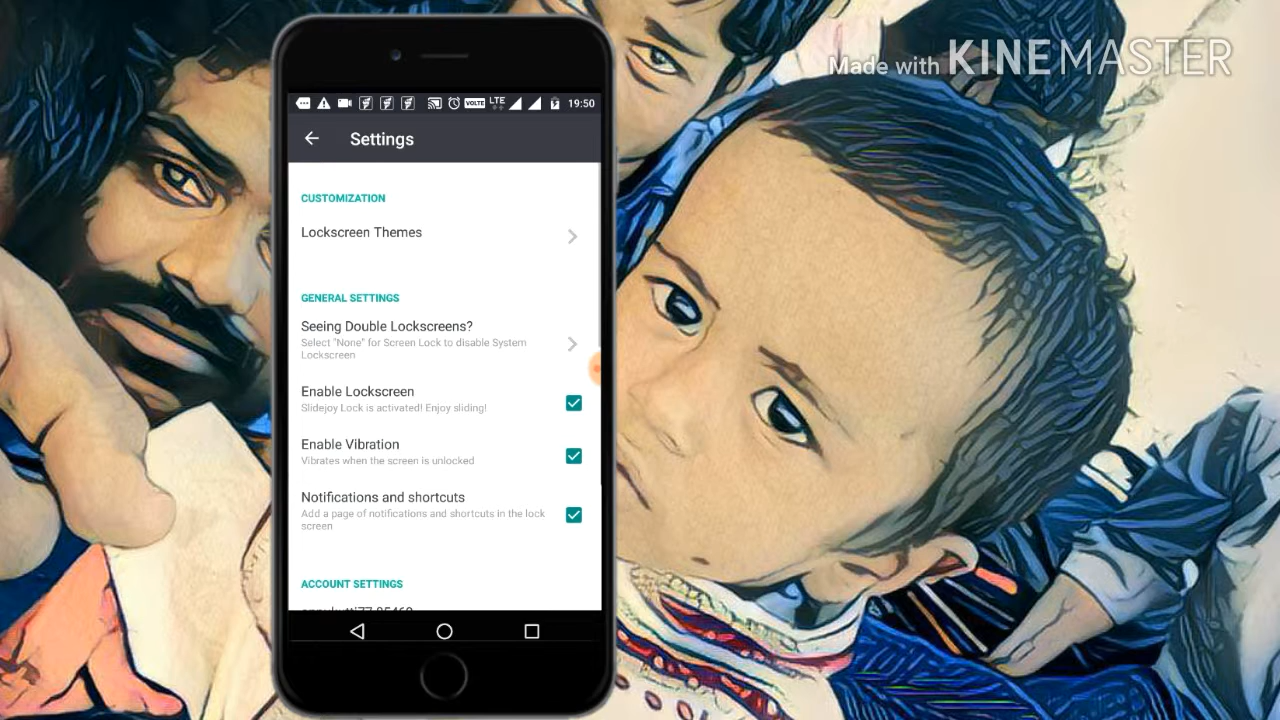 Made with KINEMASTER
VOLTE LTE 19:50
Settings
CUSTOMIZATION
Lockscreen Themes
GENERAL SETTINGS
Seeing Double Lockscreens?
Select "None" for Screen Lock to disable System
Lockscreen
Enable Lockscreen
Slidejoy Lock is activated! Enjoy sliding!
Enable Vibration
Vibrates when the screen is unlocked
Notifications and shortcuts
Add a page of notifications and shortcuts in the lock
screen
ACCOUNT SETTINGS